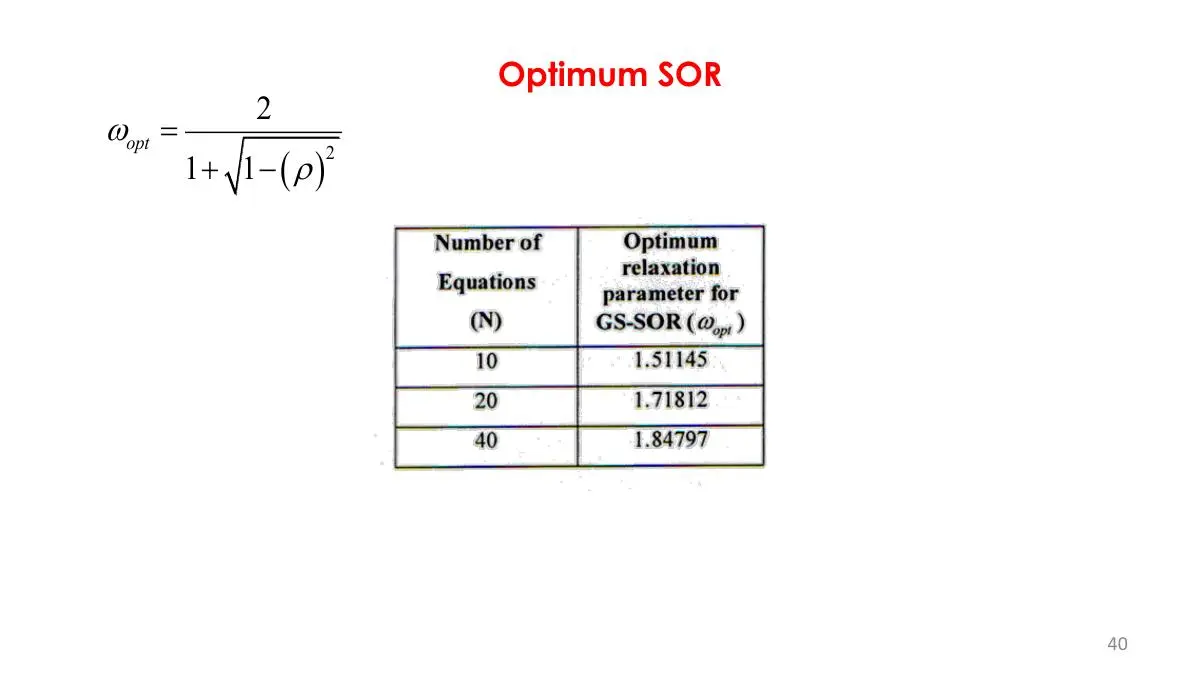 Optimum SOR
ω_opt = 2 / (1+√(1−(ρ)²))
Number of
Equations
(N)
Optimum
relaxation
parameter for
GS-SOR (ω_opt)
10 1.51145
20 1.71812
40 1.84797
40